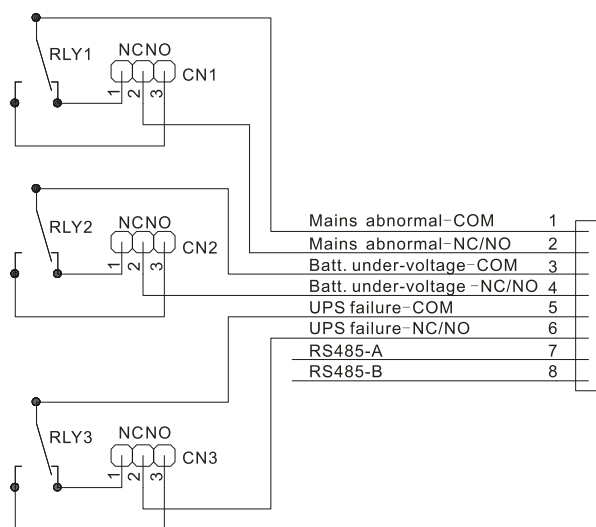 RLY1
NCNO
CN1
1 2 3
RLY2
NCNO
CN2
1 2 3
Mains abnormal-COM 1
Mains abnormal-NC/NO 2
Batt. under-voltage-COM 3
Batt. under-voltage -NC/NO 4
UPS failure-COM 5
UPS failure-NC/NO 6
RS485-A 7
RS485-B 8
RLY3
NCNO
CN3
1 2 3